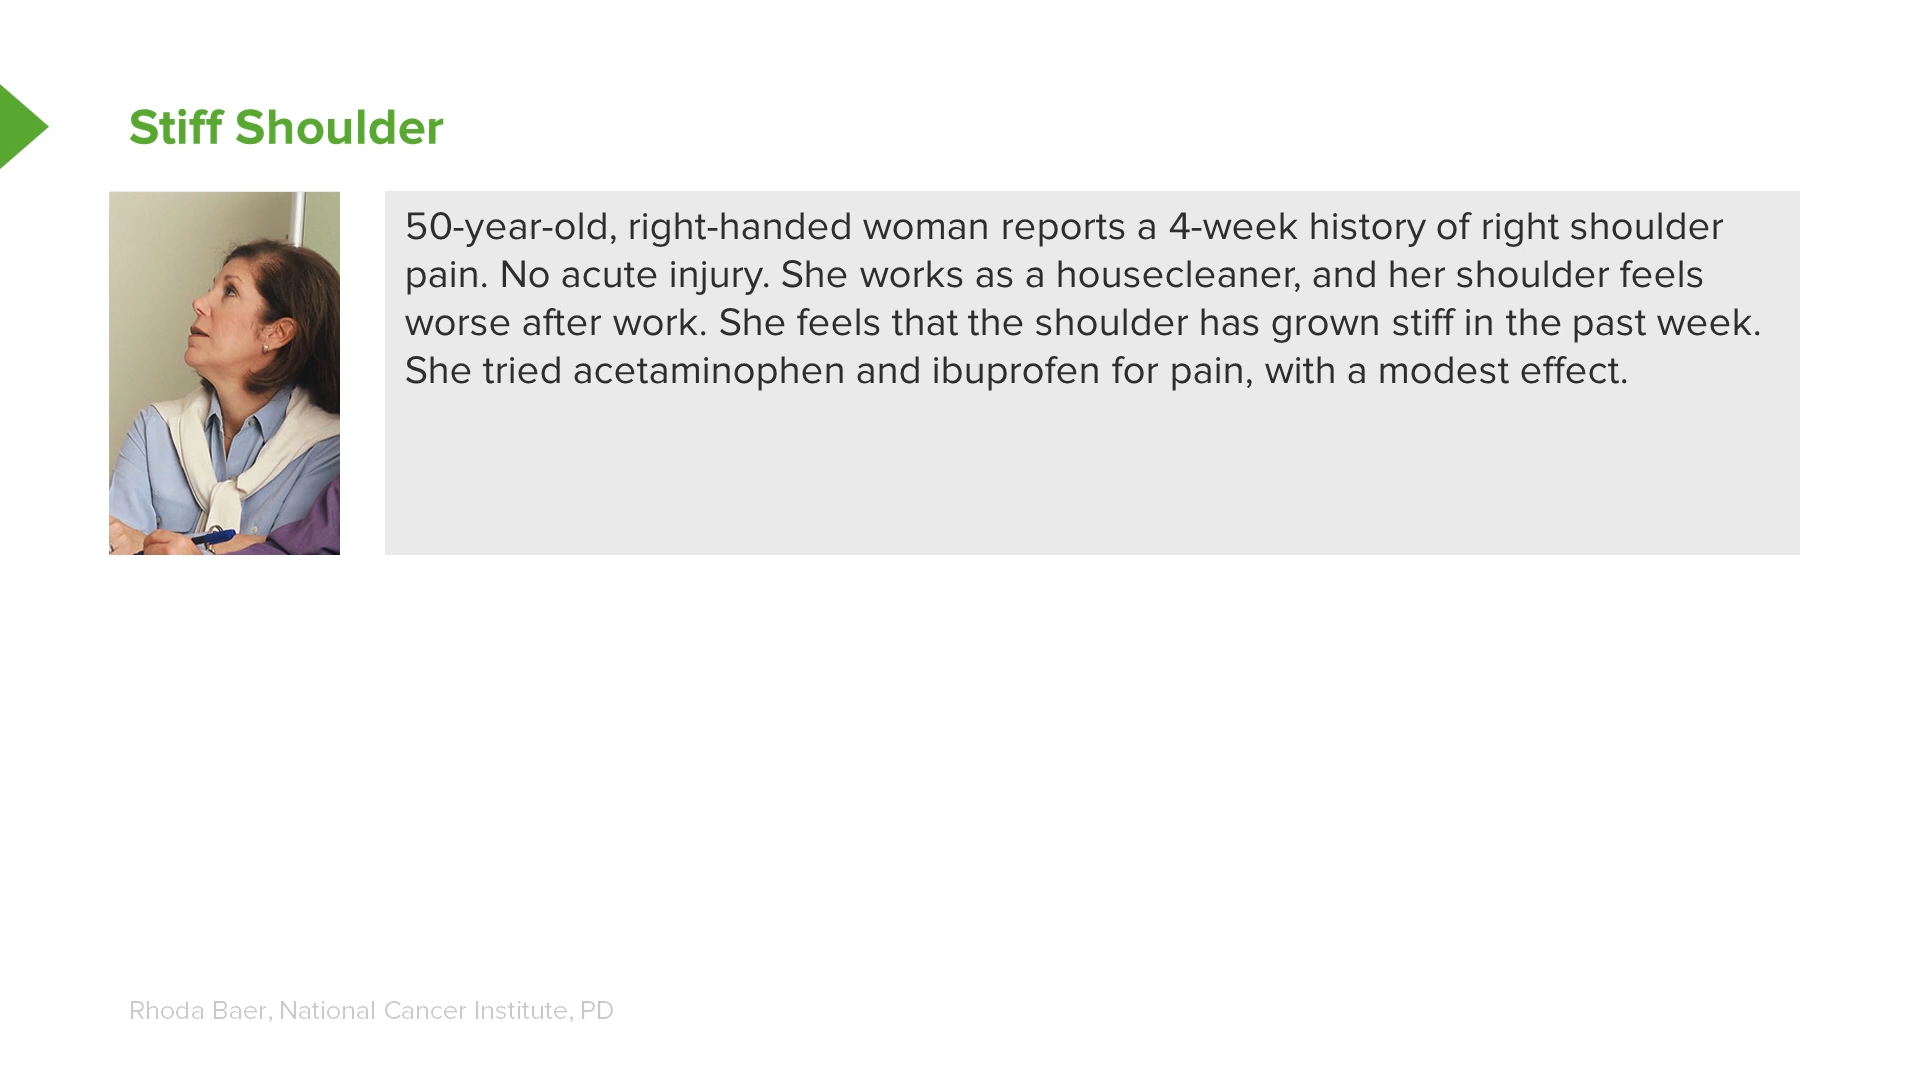 Stiff Shoulder
50-year-old, right-handed woman reports a 4-week history of right shoulder
pain. No acute injury. She works as a housecleaner, and her shoulder feels
worse after work. She feels that the shoulder has grown stiff in the past week.
She tried acetaminophen and ibuprofen for pain, with a modest effect.
Rhoda Baer, National Cancer Institute, PD